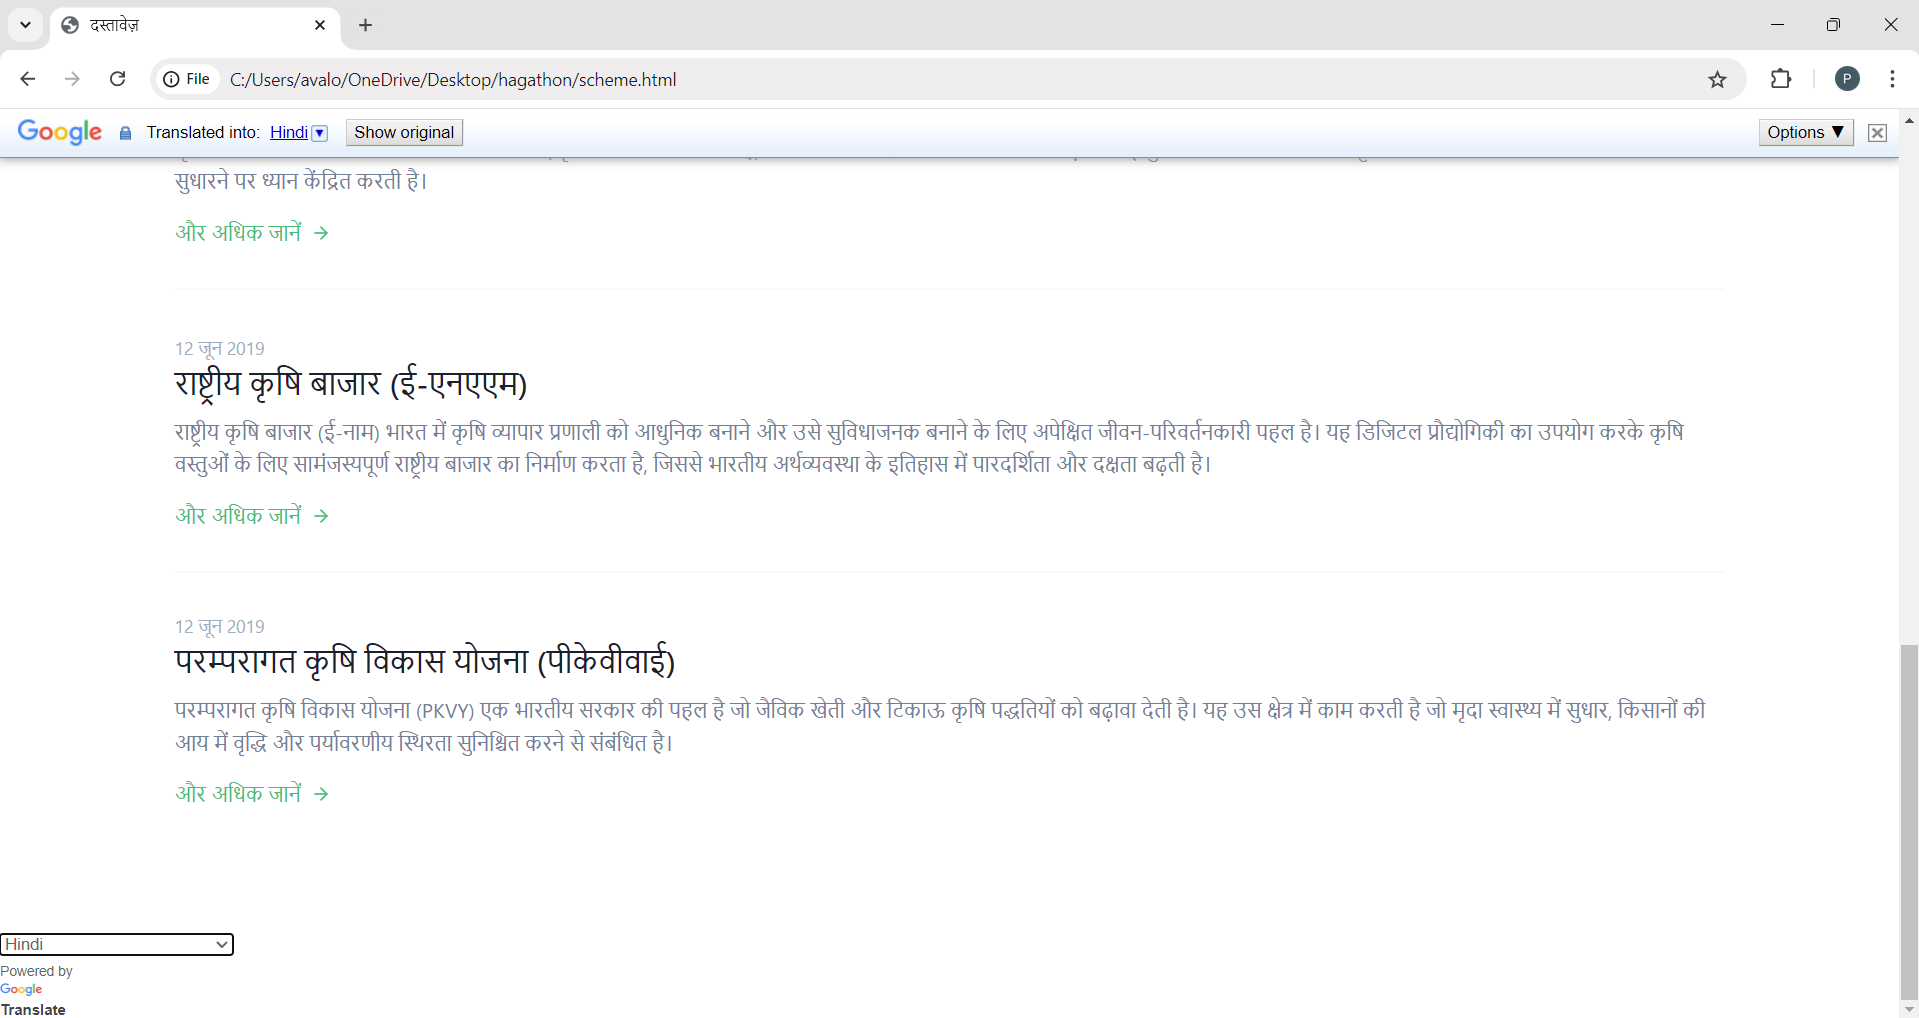 दस्तावेज़
File
C:/Users/avalo/OneDrive/Desktop/hagathon/scheme.html
P
Google Translated into: Hindi ▼ Show original Options ▼
सुधारने पर ध्यान केंद्रित करती है।
और अधिक जानें →
12 जून 2019
राष्ट्रीय कृषि बाजार (ई-एनएएम)
राष्ट्रीय कृषि बाजार (ई-नाम) भारत में कृषि व्यापार प्रणाली को आधुनिक बनाने और उसे सुविधाजनक बनाने के लिए अपेक्षित जीवन-परिवर्तनकारी पहल है। यह डिजिटल प्रौद्योगिकी का उपयोग करके कृषि
वस्तुओं के लिए सामंजस्यपूर्ण राष्ट्रीय बाजार का निर्माण करता है, जिससे भारतीय अर्थव्यवस्था के इतिहास में पारदर्शिता और दक्षता बढ़ती है।
और अधिक जानें →
12 जून 2019
परम्परागत कृषि विकास योजना (पीकेवीवाई)
परम्परागत कृषि विकास योजना (PKVY) एक भारतीय सरकार की पहल है जो जैविक खेती और टिकाऊ कृषि पद्धतियों को बढ़ावा देती है। यह उस क्षेत्र में काम करती है जो मृदा स्वास्थ्य में सुधार, किसानों की
आय में वृद्धि और पर्यावरणीय स्थिरता सुनिश्चित करने से संबंधित है।
और अधिक जानें →
Hindi
Powered by
Google
Translate